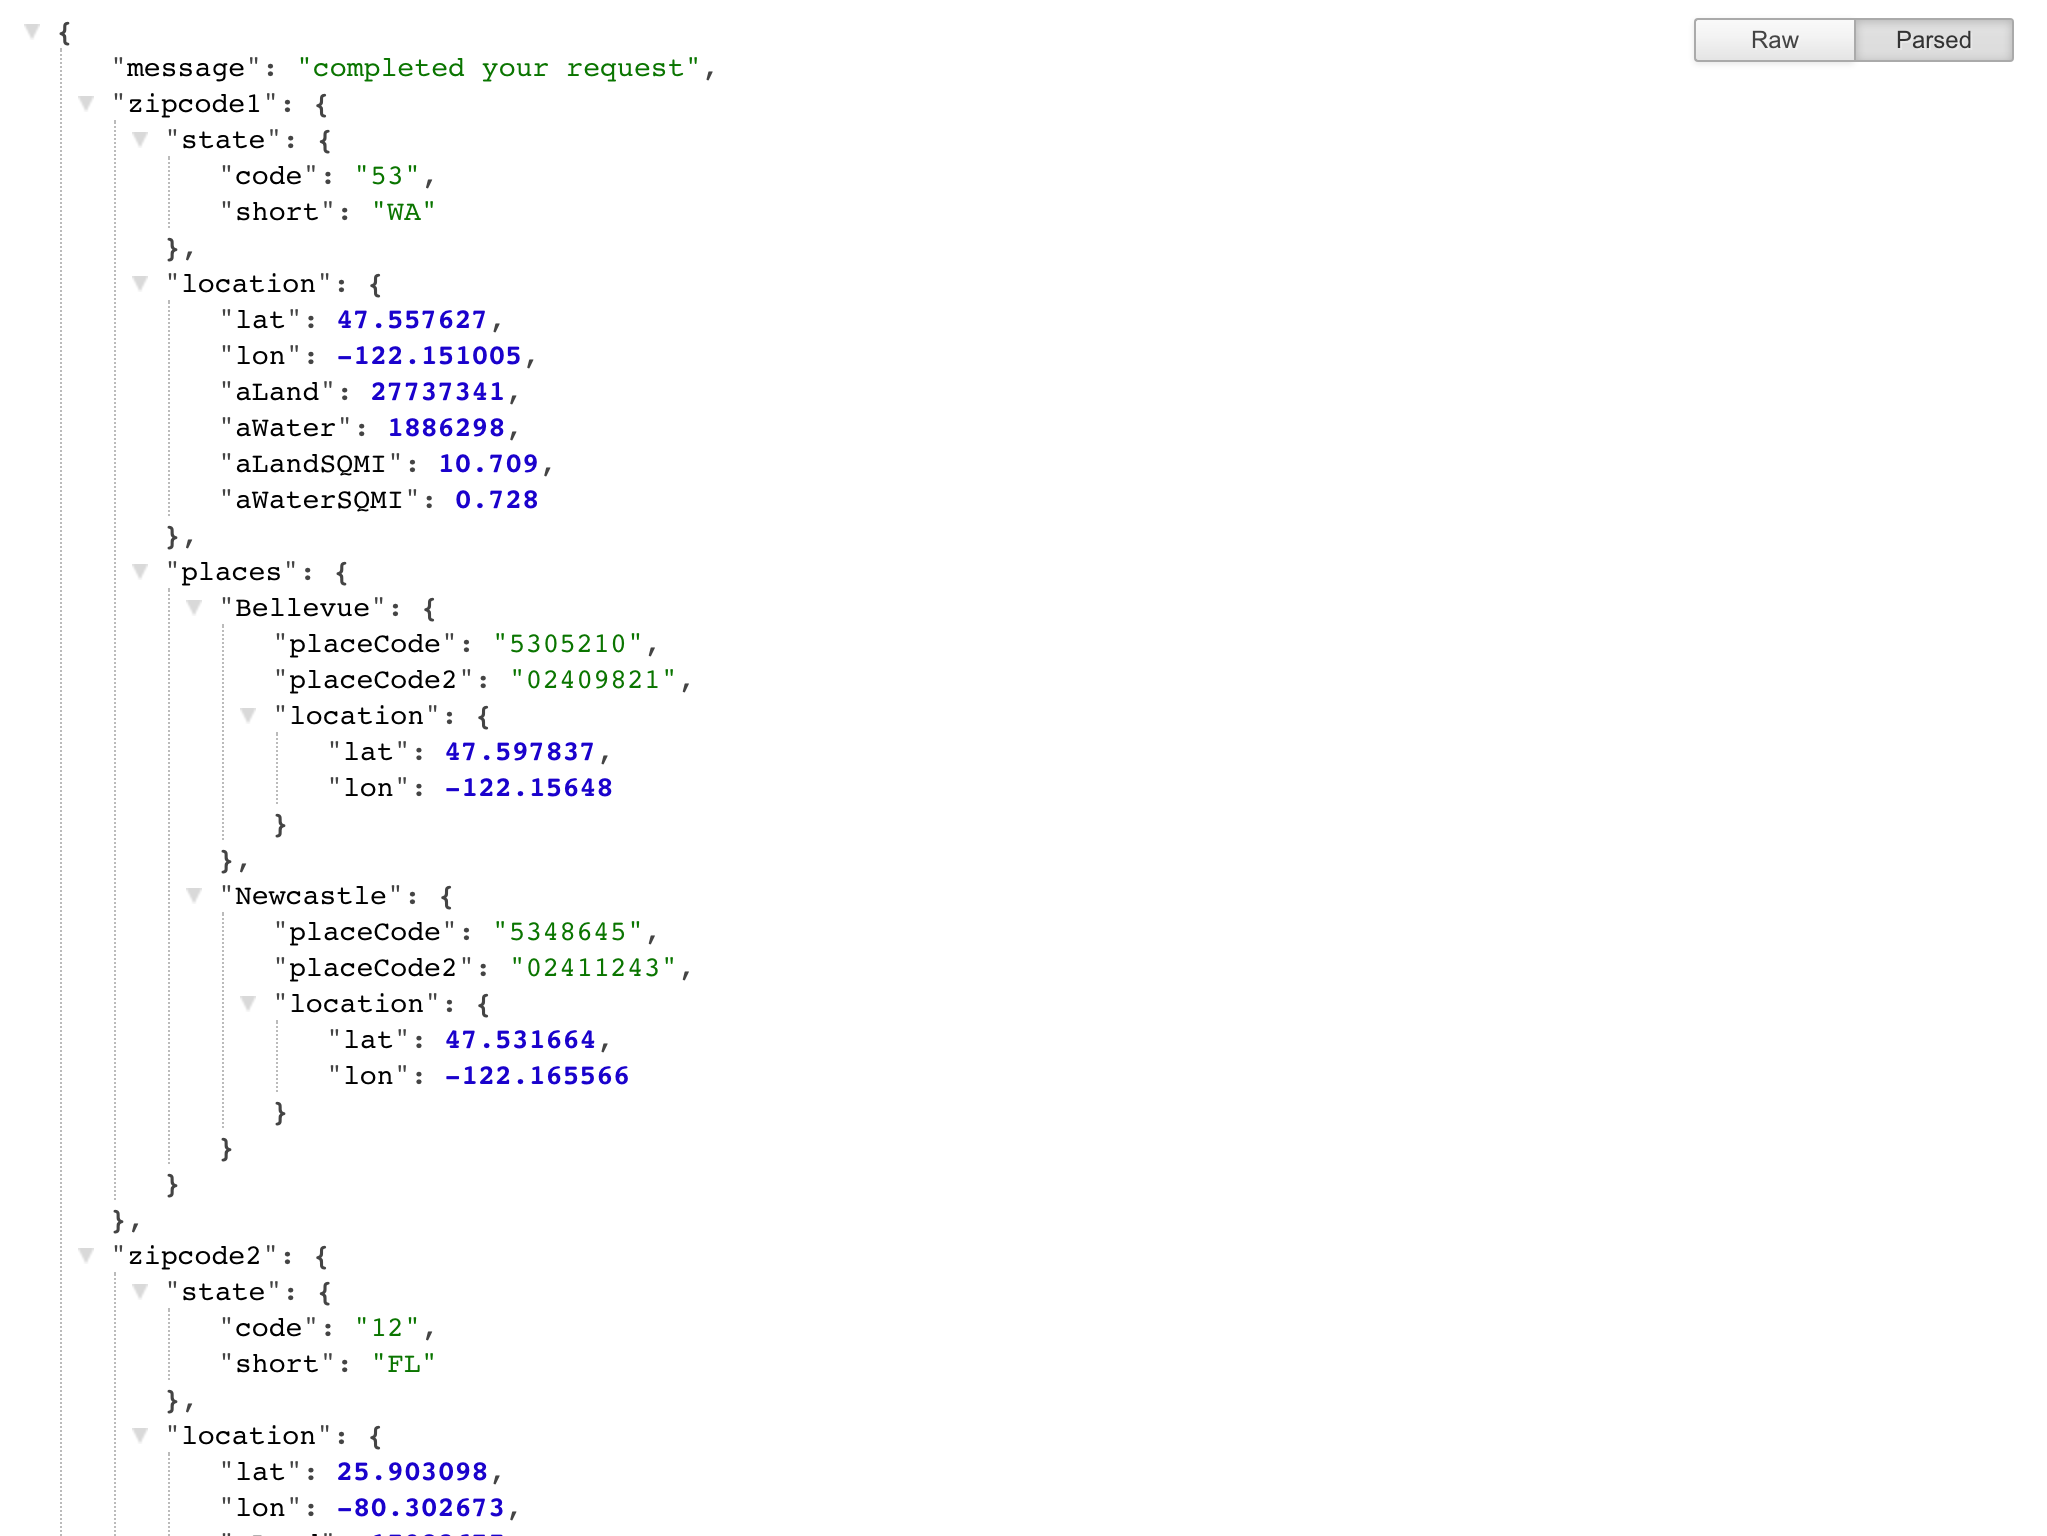 {
Raw Parsed
"message": "completed your request",
"zipcode1": {
"state": {
"code": "53",
"short": "WA"
},
"location": {
"lat": 47.557627,
"lon": -122.151005,
"aLand": 27737341,
"aWater": 1886298,
"aLandSQMI": 10.709,
"aWaterSQMI": 0.728
},
"places": {
"Bellevue": {
"placeCode": "5305210",
"placeCode2": "02409821",
"location": {
"lat": 47.597837,
"lon": -122.15648
}
},
"Newcastle": {
"placeCode": "5348645",
"placeCode2": "02411243",
"location": {
"lat": 47.531664,
"lon": -122.165566
}
}
}
},
"zipcode2": {
"state": {
"code": "12",
"short": "FL"
},
"location": {
"lat": 25.903098,
"lon": -80.302673,